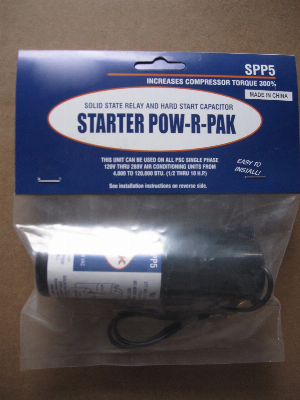 SPP5
INCREASES COMPRESSOR TORQUE 300%
MADE IN CHINA
SOLID STATE RELAY AND HARD START CAPACITOR
STARTER POW-R-PAK
THIS UNIT CAN BE USED ON ALL PSC SINGLE PHASE
120V THRU 288V AIR CONDITIONING UNITS FROM
4,000 TO 120,000 BTU. (1/2 THRU 10 H.P.)
EASY TO
INSTALL!
See installation instructions on reverse side.
SPP5